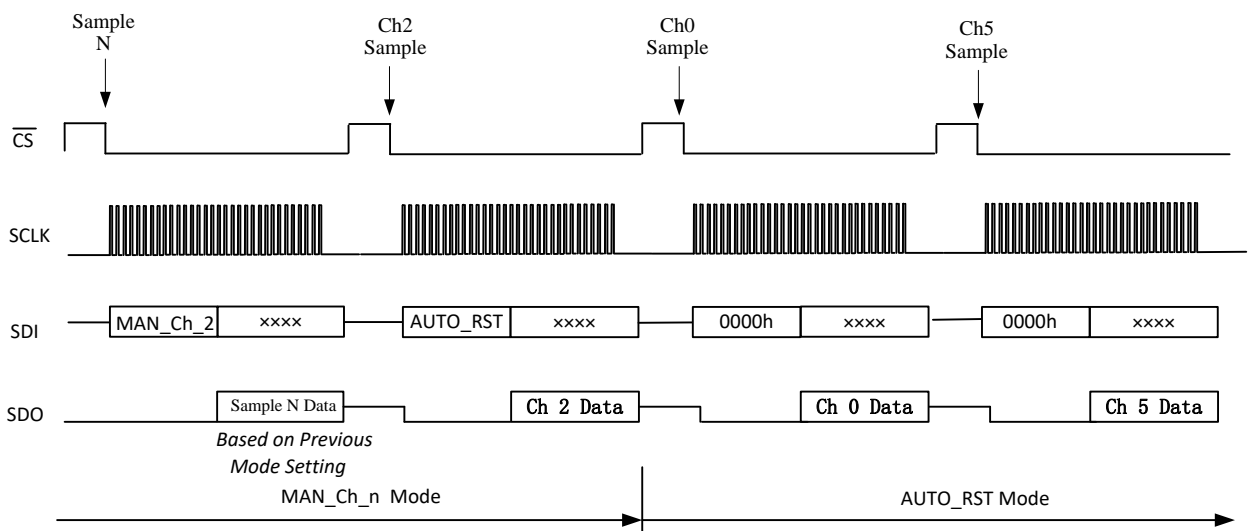 Sample
N
Ch2
Sample
Ch0
Sample
Ch5
Sample
CS
SCLK
SDI
MAN_Ch_2
××××
AUTO_RST
××××
0000h
××××
0000h
××××
SDO
Sample N Data
Ch 2 Data
Ch 0 Data
Ch 5 Data
Based on Previous
Mode Setting
MAN_Ch_n Mode
AUTO_RST Mode